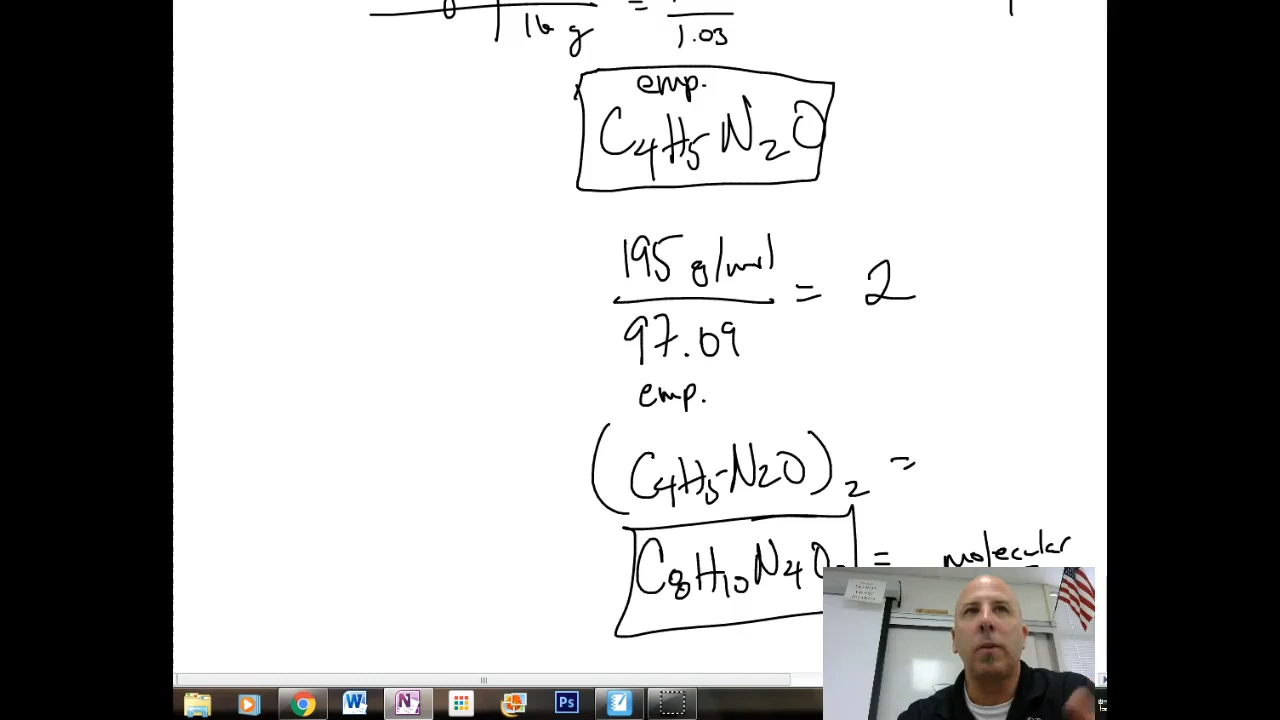 16 g =
1.03
emp.
C4H5N2O
195 g/mol
= 2
97.09
emp.
(C4H5N2O)2 =
C8H10N4O = molecular